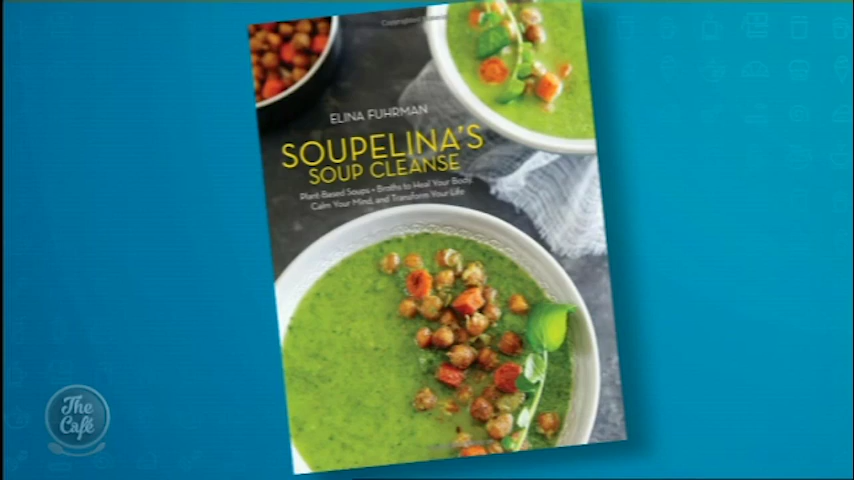 Copyrighted
ELINA FUHRMAN
SOUPELINA'S
SOUP CLEANSE
Plant-Based Soups + Broths to Heal Your Body,
Calm Your Mind, and Transform Your Life
The
Café